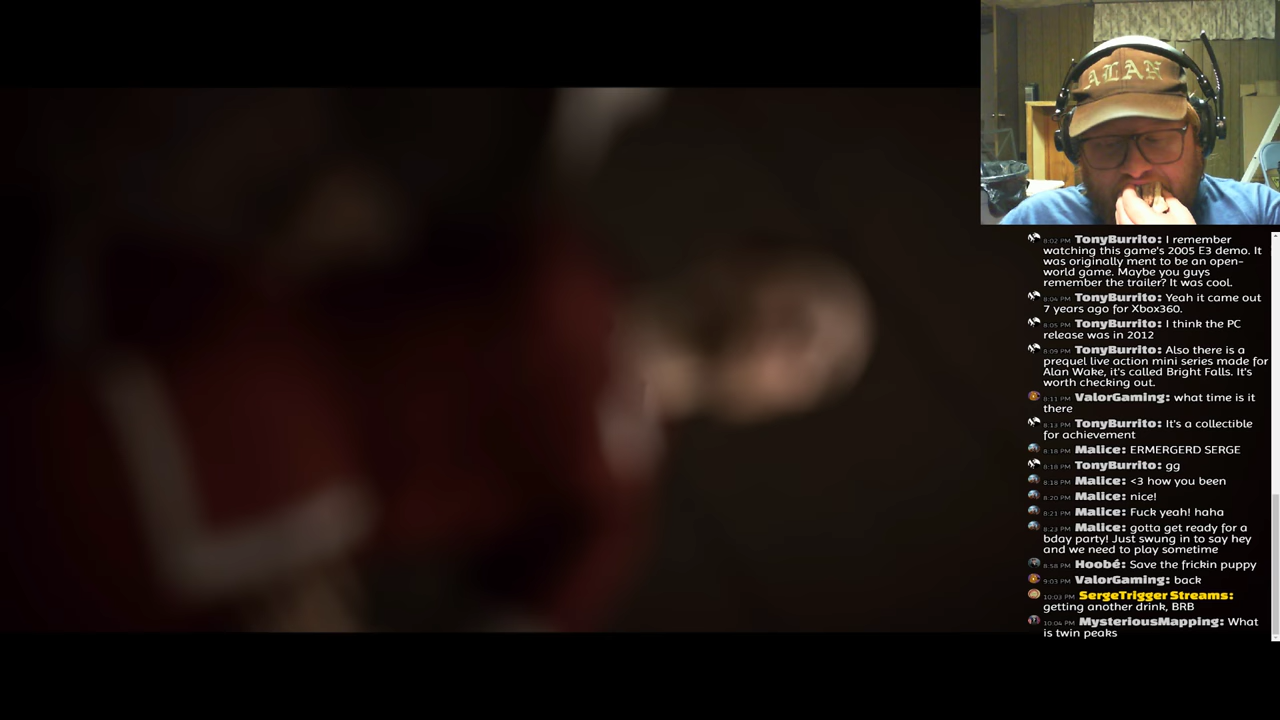 ALAN
8:02 PM TonyBurrito: I remember
watching this game's 2005 E3 demo. It
was originally ment to be an open-
world game. Maybe you guys
remember the trailer? It was cool.
8:04 PM TonyBurrito: Yeah it came out
7 years ago for Xbox360.
8:05 PM TonyBurrito: I think the PC
release was in 2012
8:09 PM TonyBurrito: Also there is a
prequel live action mini series made for
Alan Wake, it's called Bright Falls. It's
worth checking out.
8:11 PM ValorGaming: what time is it
there
8:13 PM TonyBurrito: It's a collectible
for achievement
8:18 PM Malice: ERMERGERD SERGE
8:18 PM TonyBurrito: gg
8:18 PM Malice: <3 how you been
8:20 PM Malice: nice!
8:21 PM Malice: Fuck yeah! haha
8:23 PM Malice: gotta get ready for a
bday party! Just swung in to say hey
and we need to play sometime
8:58 PM Hoobé: Save the frickin puppy
9:03 PM ValorGaming: back
10:03 PM SergeTrigger Streams:
getting another drink, BRB
10:04 PM MysteriousMapping: What
is twin peaks